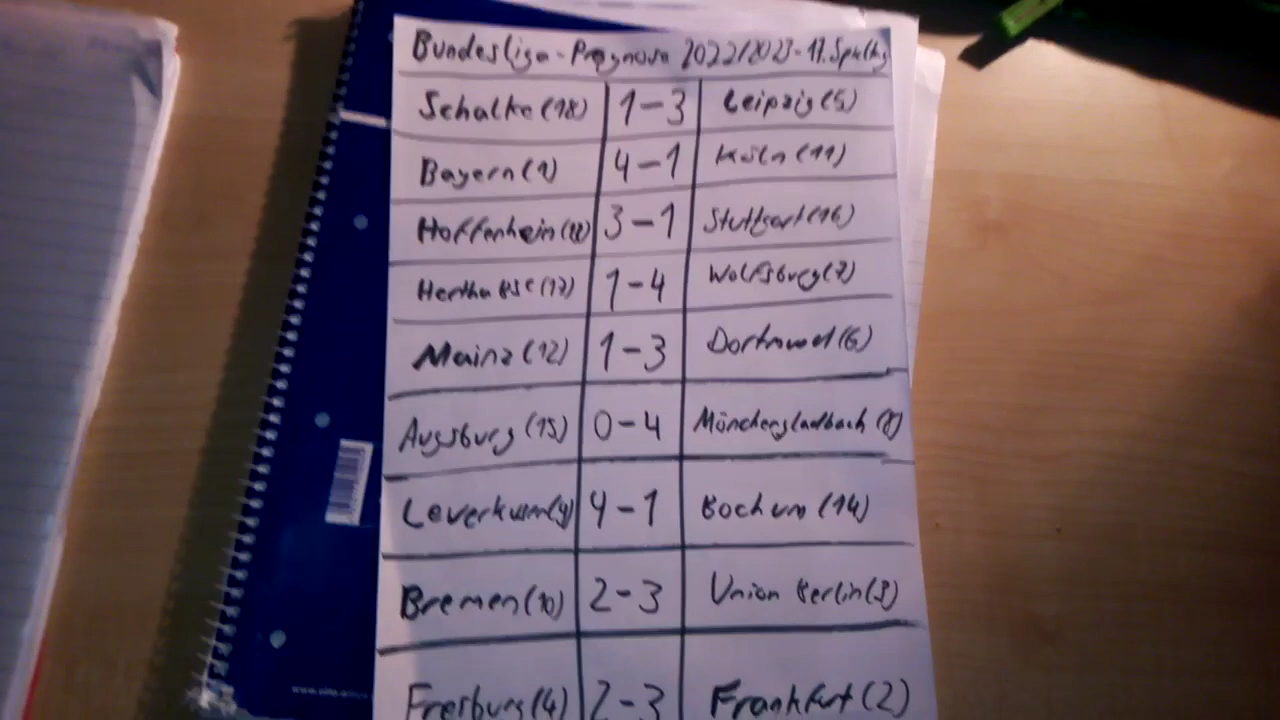 Bundesliga-Prognose 2022/2023-17. Spieltag
Schalke (18) 1-3 Leipzig (5)
Bayern (1) 4-1 Köln (11)
Hoffenheim 3-1 Stuttgart (16)
Hertha BSC (17) 1-4 Wolfsburg (7)
Mainz (12) 1-3 Dortmund (6)
Augsburg (15) 0-4 Mönchengladbach (8)
Leverkusen (9) 4-1 Bochum (14)
Bremen (10) 2-3 Union Berlin (3)
Freiburg (4) 2-3 Frankfurt (2)